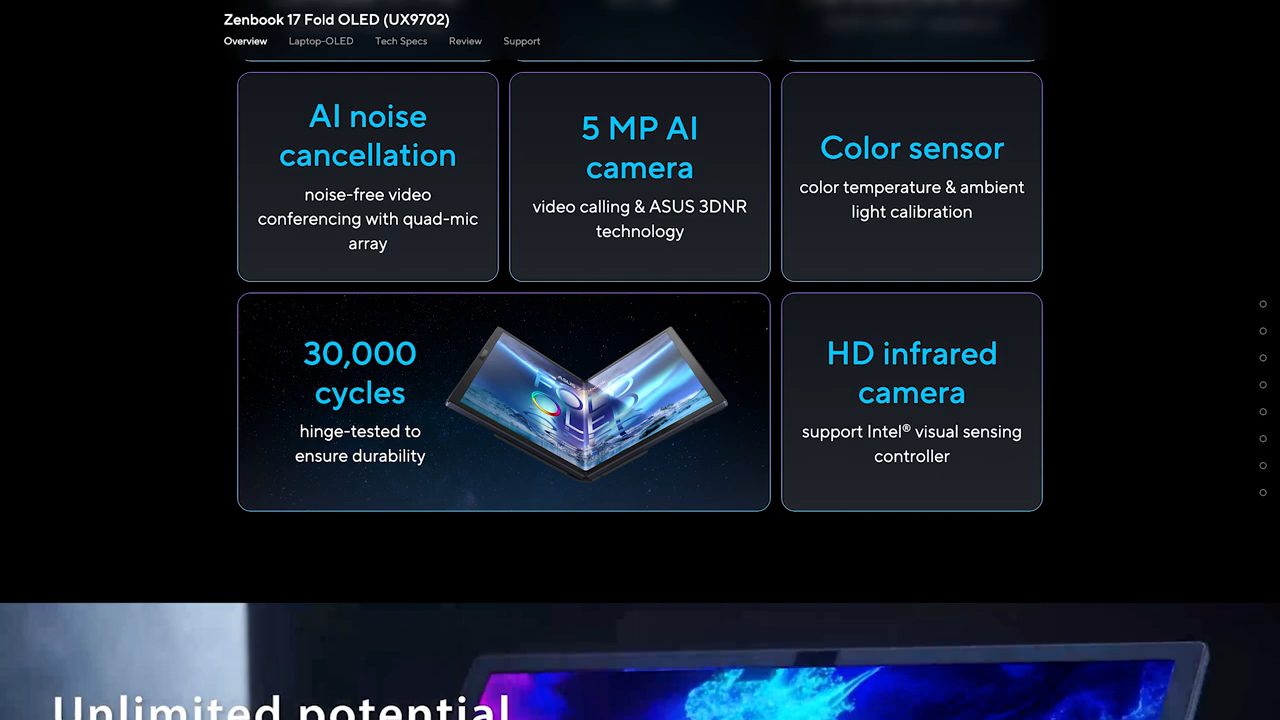 Zenbook 17 Fold OLED (UX9702)
Overview Laptop-OLED Tech Specs Review Support
AI noise
cancellation
noise-free video
conferencing with quad-mic
array
5 MP AI
camera
video calling & ASUS 3DNR
technology
Color sensor
color temperature & ambient
light calibration
30,000
cycles
hinge-tested to
ensure durability
FOLD
OLED
HD infrared
camera
support Intel® visual sensing
controller
Unlimited potential